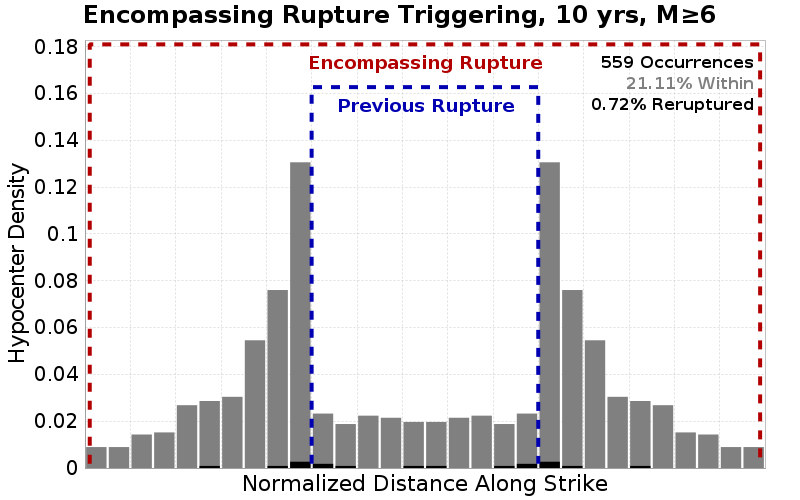 Encompassing Rupture Triggering, 10 yrs, M≥6
0.18
0.16
0.14
0.12
0.1
0.08
0.06
0.04
0.02
0
Hypocenter Density
Encompassing Rupture
Previous Rupture
559 Occurrences
21.11% Within
0.72% Reruptured
Normalized Distance Along Strike